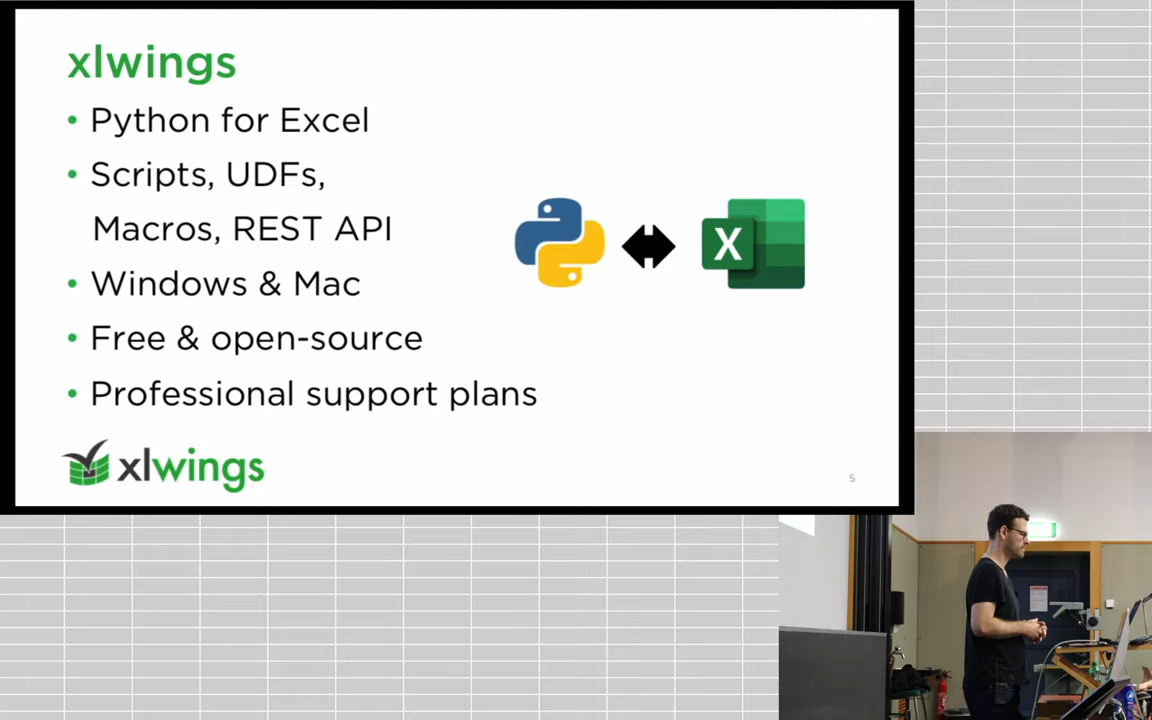 xlwings
• Python for Excel
• Scripts, UDFs,
Macros, REST API
• Windows & Mac
• Free & open-source
• Professional support plans
X
xlwings
5